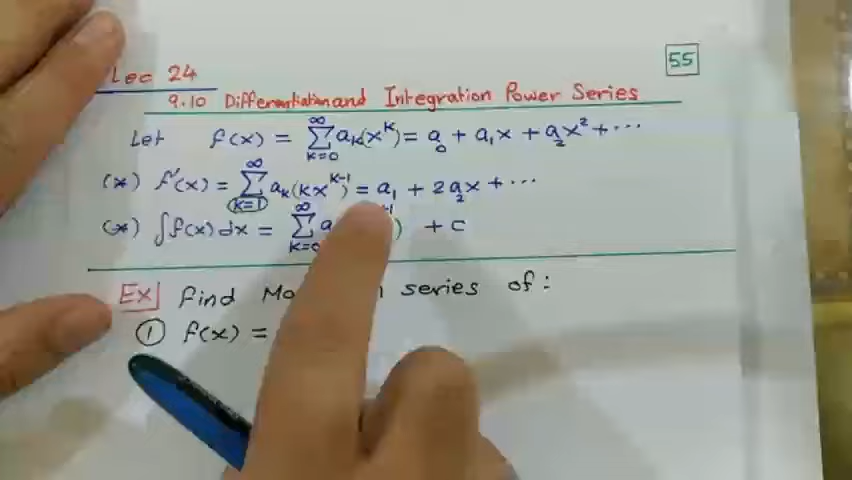 55
Lec 24
9.10 Differentiation and Integration Power Series
Let f(x) = ∑_{k=0}^{∞} a_k(x^k) = a_0 + a_1x + a_2x^2 + ⋯
(*) f'(x) = ∑_{k=1}^{∞} a_k(kx^{k-1}) = a_1 + 2a_2x + ⋯
(*) ∫f(x)dx = ∑_{k=0}^{∞} a ) + c
Ex Find series of:
① f(x) =